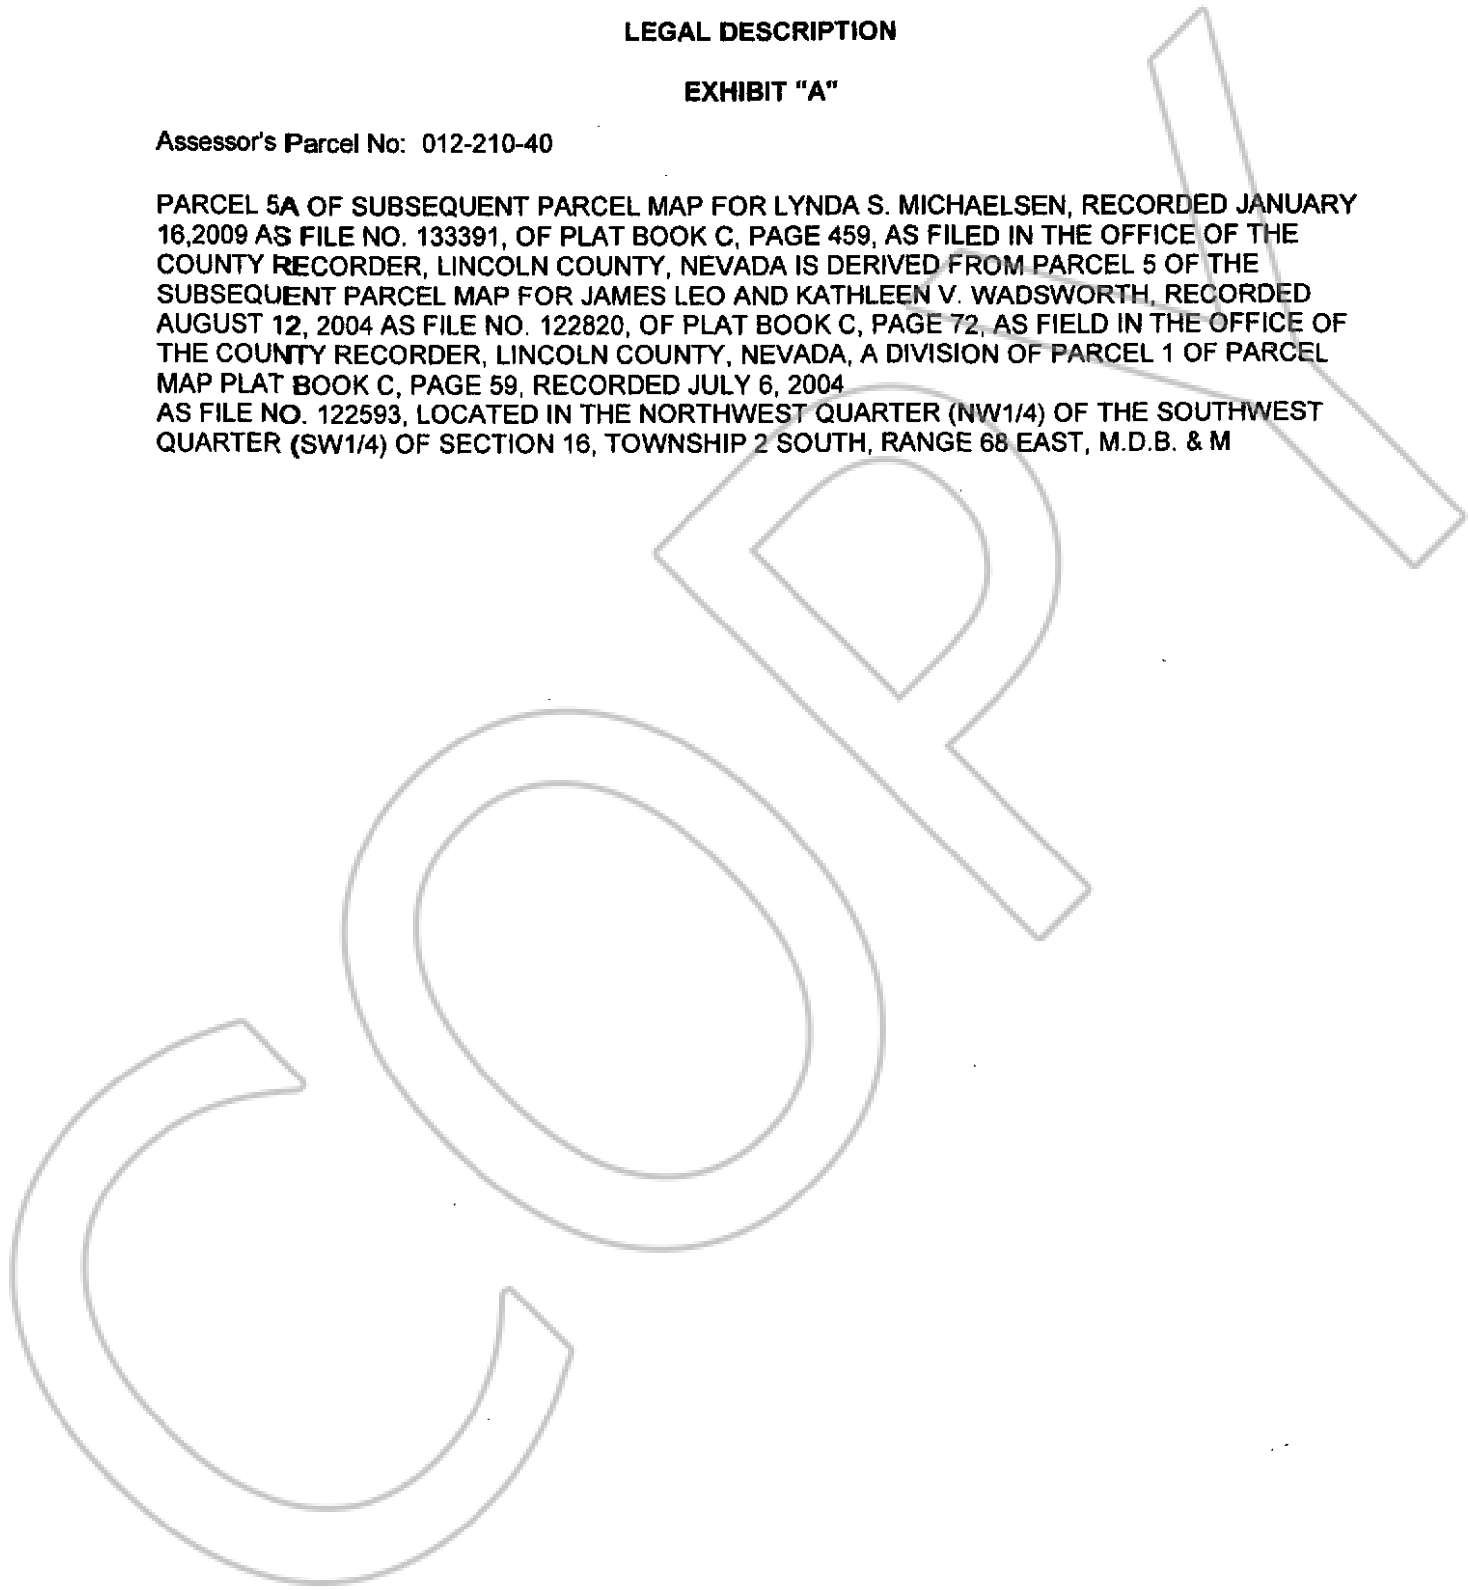 LEGAL DESCRIPTION
EXHIBIT "A"
Assessor's Parcel No: 012-210-40
PARCEL 5A OF SUBSEQUENT PARCEL MAP FOR LYNDA S. MICHAELSEN, RECORDED JANUARY
16,2009 AS FILE NO. 133391, OF PLAT BOOK C, PAGE 459, AS FILED IN THE OFFICE OF THE
COUNTY RECORDER, LINCOLN COUNTY, NEVADA IS DERIVED FROM PARCEL 5 OF THE
SUBSEQUENT PARCEL MAP FOR JAMES LEO AND KATHLEEN V. WADSWORTH, RECORDED
AUGUST 12, 2004 AS FILE NO. 122820, OF PLAT BOOK C, PAGE 72, AS FIELD IN THE OFFICE OF
THE COUNTY RECORDER, LINCOLN COUNTY, NEVADA, A DIVISION OF PARCEL 1 OF PARCEL
MAP PLAT BOOK C, PAGE 59, RECORDED JULY 6, 2004
AS FILE NO. 122593, LOCATED IN THE NORTHWEST QUARTER (NW1/4) OF THE SOUTHWEST
QUARTER (SW1/4) OF SECTION 16, TOWNSHIP 2 SOUTH, RANGE 68 EAST, M.D.B. & M
COPY